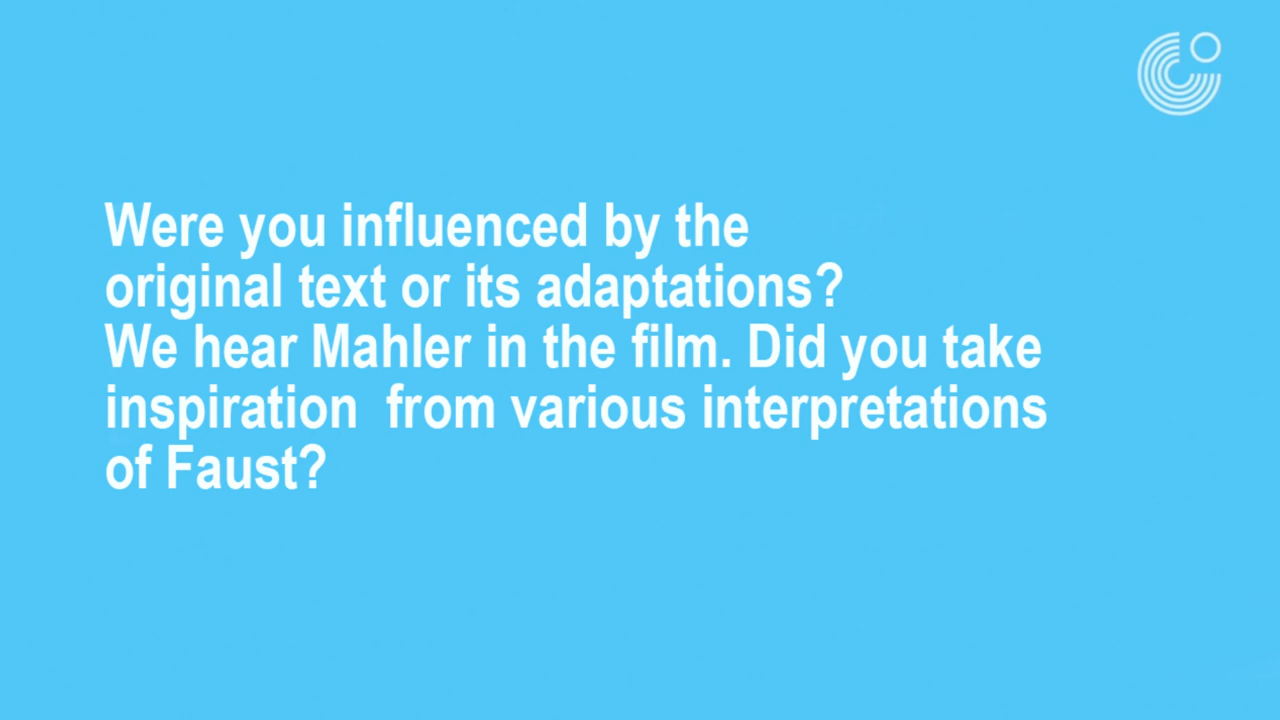 Were you influenced by the
original text or its adaptations?
We hear Mahler in the film. Did you take
inspiration  from various interpretations
of Faust?